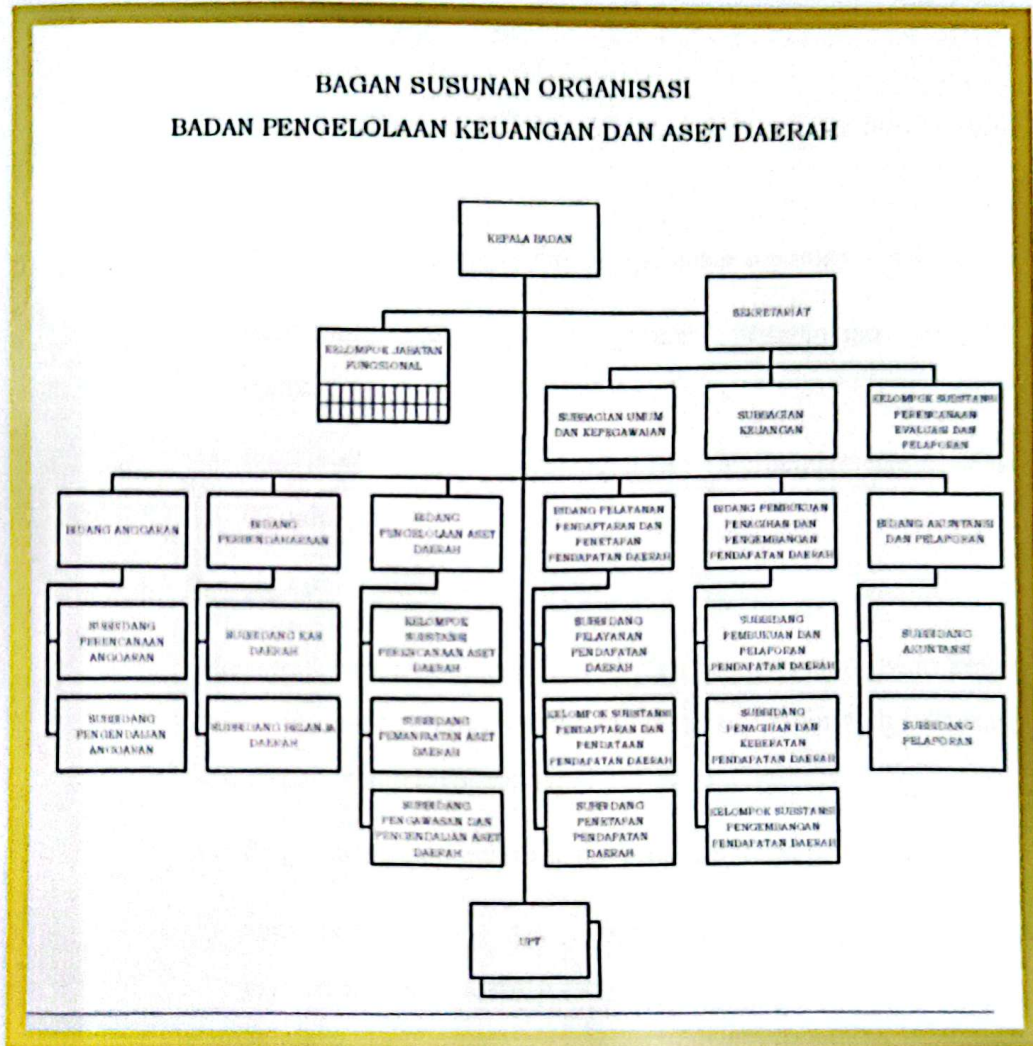 BAGAN SUSUNAN ORGANISASI
BADAN PENGELOLAAN KEUANGAN DAN ASET DAERAH
KEPALA BADAN
SEKRETARIAT
KELOMPOK JABATAN
FUNGSIONAL
SUBBAGIAN UMUM
DAN KEPEGAWAIAN
SUBBAGIAN
KEUANGAN
KELOMPOK SUBSTANSI
PERENCANAAN
EVALUASI DAN
PELAPORAN
BIDANG ANGGARAN
BIDANG
PERBENDAHARAAN
BIDANG
PENGELOLAAN ASET
DAERAH
BIDANG PELAYANAN
PENDAFTARAN DAN
PENETAPAN
PENDAPATAN DAERAH
BIDANG PEMBUKUAN
PENAGIHAN DAN
PENGEMBANGAN
PENDAPATAN DAERAH
BIDANG AKUNTANSI
DAN PELAPORAN
SUBBIDANG
PERENCANAAN
ANGGARAN
SUBBIDANG KAS
DAERAH
KELOMPOK
SUBSTANSI
PERENCANAAN ASET
DAERAH
SUBBIDANG
PELAYANAN
PENDAPATAN
DAERAH
SUBBIDANG
PEMBUKUAN DAN
PELAPORAN
PENDAPATAN DAERAH
SUBBIDANG
AKUNTANSI
SUBBIDANG
PENGENDALIAN
ANGGARAN
SUBBIDANG BELANJA
DAERAH
SUBBIDANG
PEMANFAATAN ASET
DAERAH
KELOMPOK SUBSTANSI
PENDAFTARAN DAN
PENDATAAN
PENDAPATAN DAERAH
SUBBIDANG
PENAGIHAN DAN
KEBERATAN
PENDAPATAN DAERAH
SUBBIDANG
PELAPORAN
SUBBIDANG
PENGAWASAN DAN
PENGENDALIAN ASET
DAERAH
SUBBIDANG
PENETAPAN
PENDAPATAN
DAERAH
KELOMPOK SUBSTANSI
PENGEMBANGAN
PENDAPATAN DAERAH
UPT